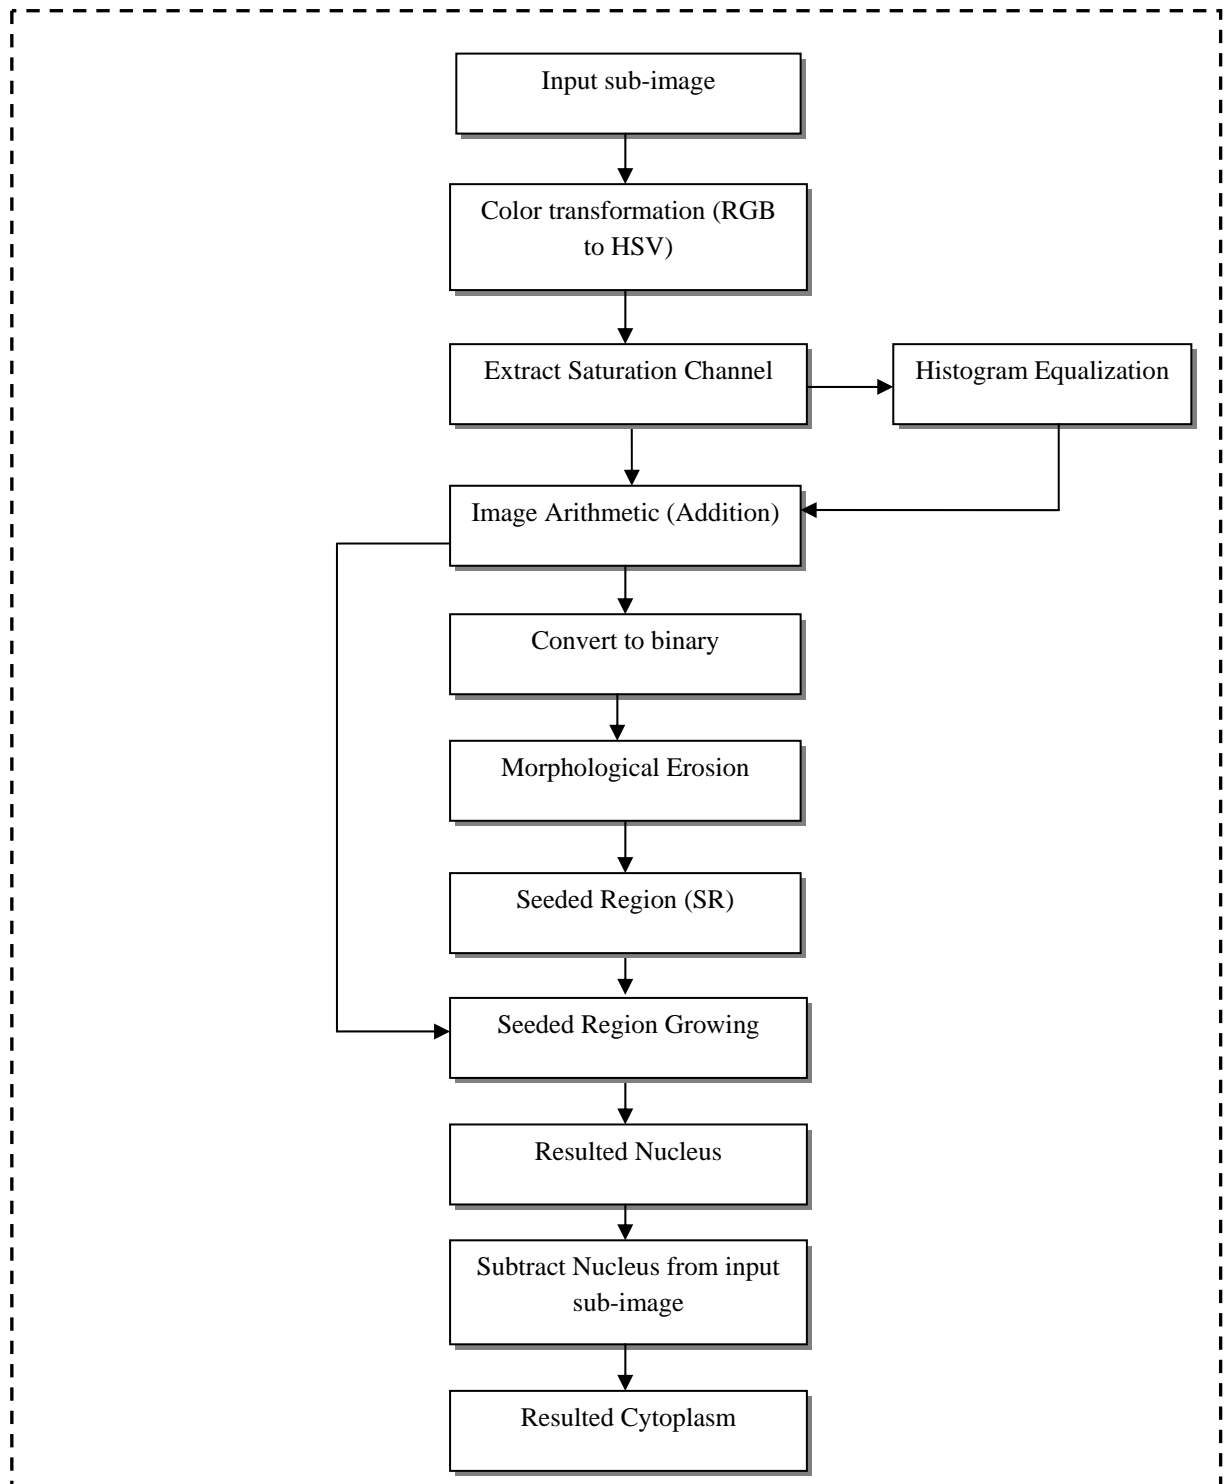 Input sub-image
Color transformation (RGB
to HSV)
Extract Saturation Channel
Histogram Equalization
Image Arithmetic (Addition)
Convert to binary
Morphological Erosion
Seeded Region (SR)
Seeded Region Growing
Resulted Nucleus
Subtract Nucleus from input
sub-image
Resulted Cytoplasm